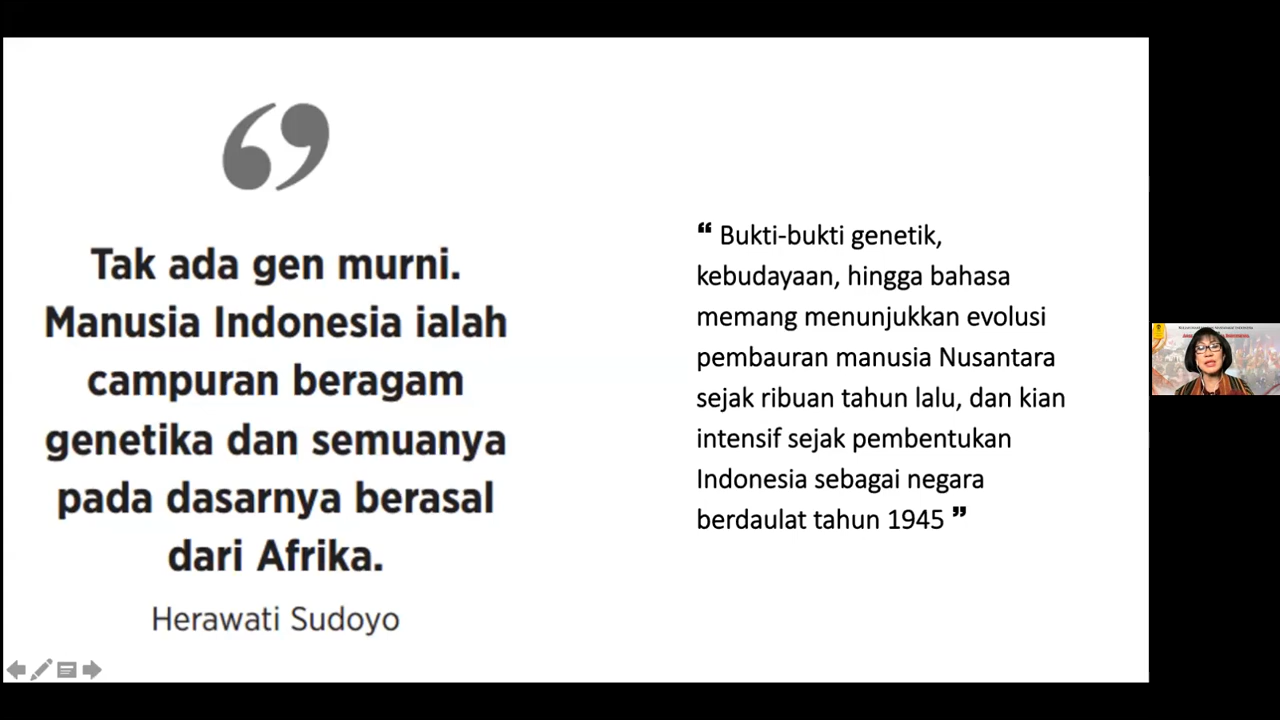 Tak ada gen murni.
Manusia Indonesia ialah
campuran beragam
genetika dan semuanya
pada dasarnya berasal
dari Afrika.
Herawati Sudoyo
“ Bukti-bukti genetik,
kebudayaan, hingga bahasa
memang menunjukkan evolusi
pembauran manusia Nusantara
sejak ribuan tahun lalu, dan kian
intensif sejak pembentukan
Indonesia sebagai negara
berdaulat tahun 1945 ”